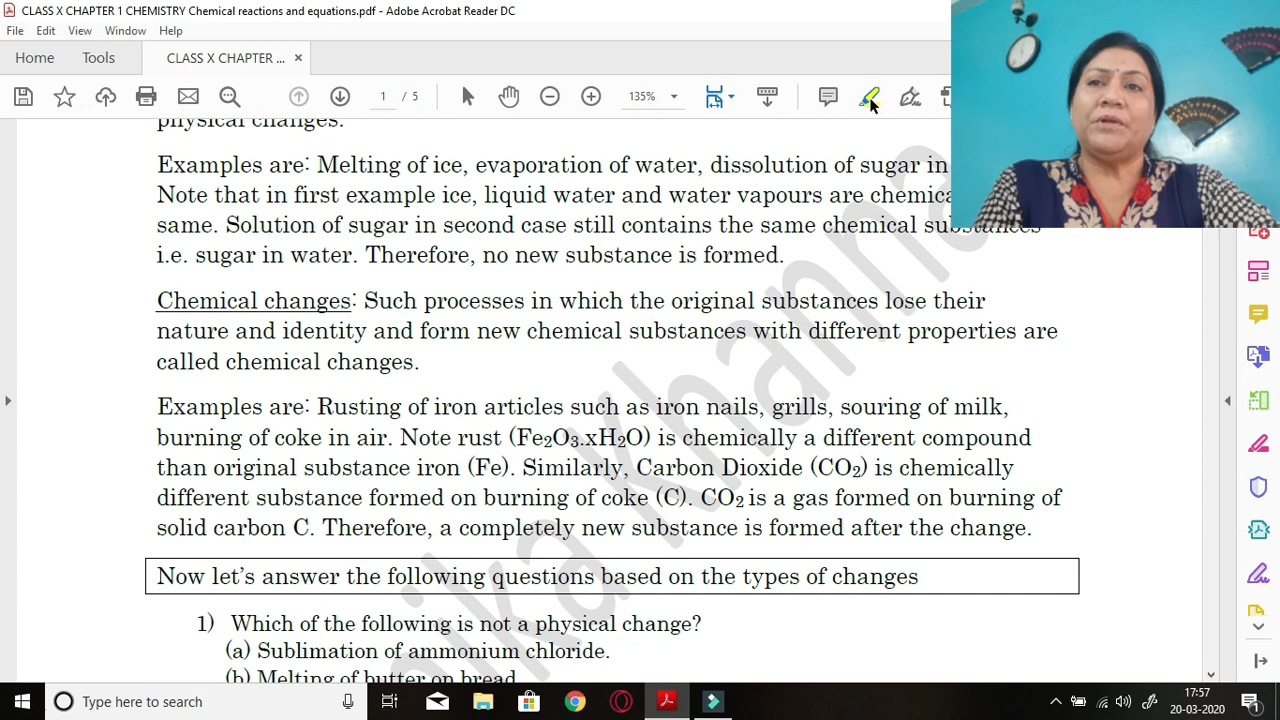 CLASS X CHAPTER 1 CHEMISTRY Chemical reactions and equations.pdf - Adobe Acrobat Reader DC
File Edit View Window Help
Home Tools CLASS X CHAPTER ... ×
1 / 5 135%
physical changes.
Examples are: Melting of ice, evaporation of water, dissolution of sugar in
Note that in first example ice, liquid water and water vapours are chemica
same. Solution of sugar in second case still contains the same chemical substances
i.e. sugar in water. Therefore, no new substance is formed.
Chemical changes: Such processes in which the original substances lose their
nature and identity and form new chemical substances with different properties are
called chemical changes.
Examples are: Rusting of iron articles such as iron nails, grills, souring of milk,
burning of coke in air. Note rust (Fe₂O₃.xH₂O) is chemically a different compound
than original substance iron (Fe). Similarly, Carbon Dioxide (CO₂) is chemically
different substance formed on burning of coke (C). CO₂ is a gas formed on burning of
solid carbon C. Therefore, a completely new substance is formed after the change.
Now let's answer the following questions based on the types of changes
1) Which of the following is not a physical change?
(a) Sublimation of ammonium chloride.
(b) Melting of butter on bread
ika Khanna
Type here to search
17:57
20-03-2020
1